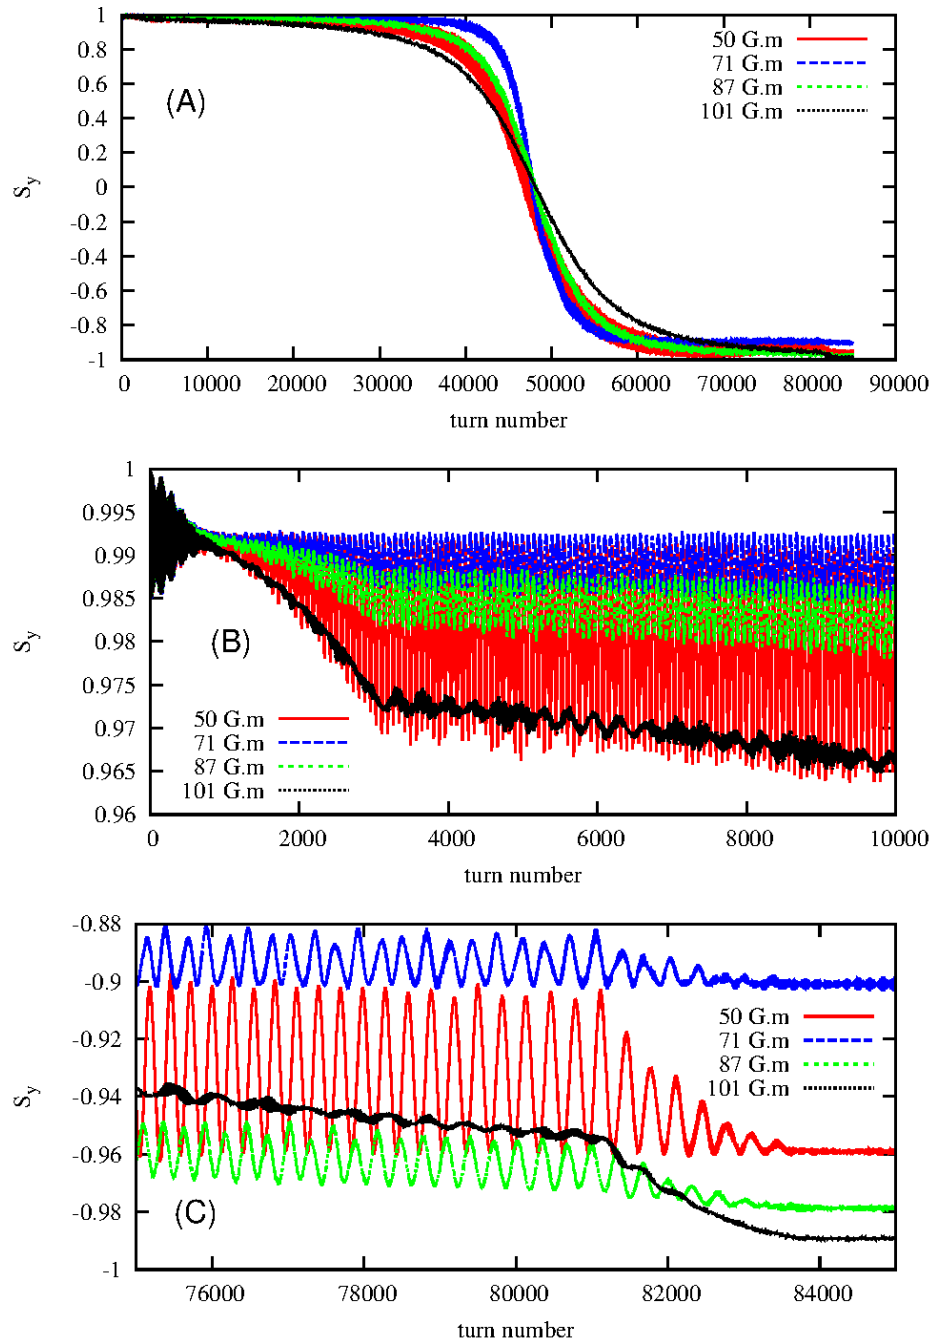 1
0.8
0.6
0.4
0.2
0
-0.2
-0.4
-0.6
-0.8
-1
S_y
(A)
50 G.m
71 G.m
87 G.m
101 G.m
0 10000 20000 30000 40000 50000 60000 70000 80000 90000
turn number
1
0.995
0.99
0.985
0.98
0.975
0.97
0.965
0.96
S_y
(B)
50 G.m
71 G.m
87 G.m
101 G.m
0 2000 4000 6000 8000 10000
turn number
-0.88
-0.9
-0.92
-0.94
-0.96
-0.98
-1
S_y
50 G.m
71 G.m
87 G.m
101 G.m
(C)
76000 78000 80000 82000 84000
turn number